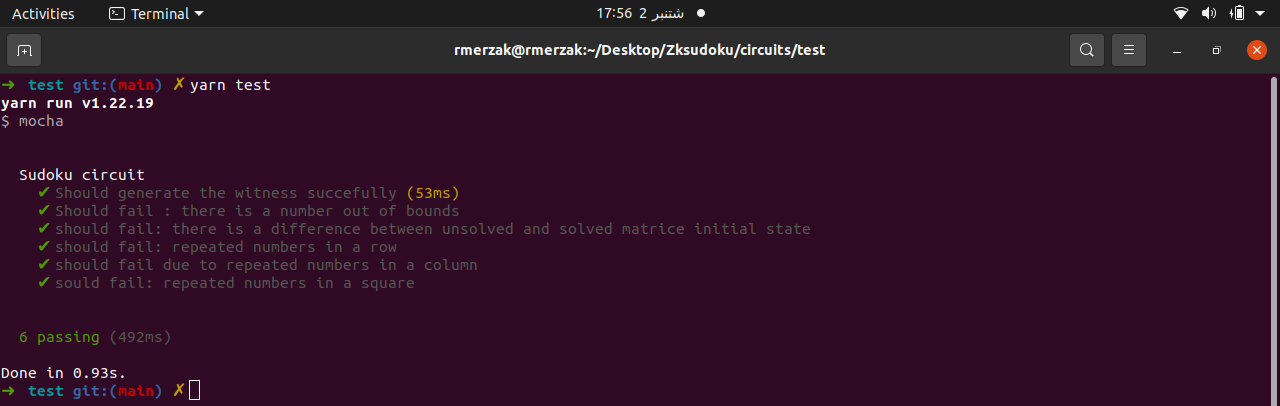 Activities Terminal 17:56 2 شتنبر
rmerzak@rmerzak:~/Desktop/Zksudoku/circuits/test
➜ test git:(main) ✗ yarn test
yarn run v1.22.19
$ mocha
Sudoku circuit
✔ Should generate the witness succefully (53ms)
✔ Should fail : there is a number out of bounds
✔ should fail: there is a difference between unsolved and solved matrice initial state
✔ should fail: repeated numbers in a row
✔ should fail due to repeated numbers in a column
✔ sould fail: repeated numbers in a square
6 passing (492ms)
Done in 0.93s.
➜ test git:(main) ✗